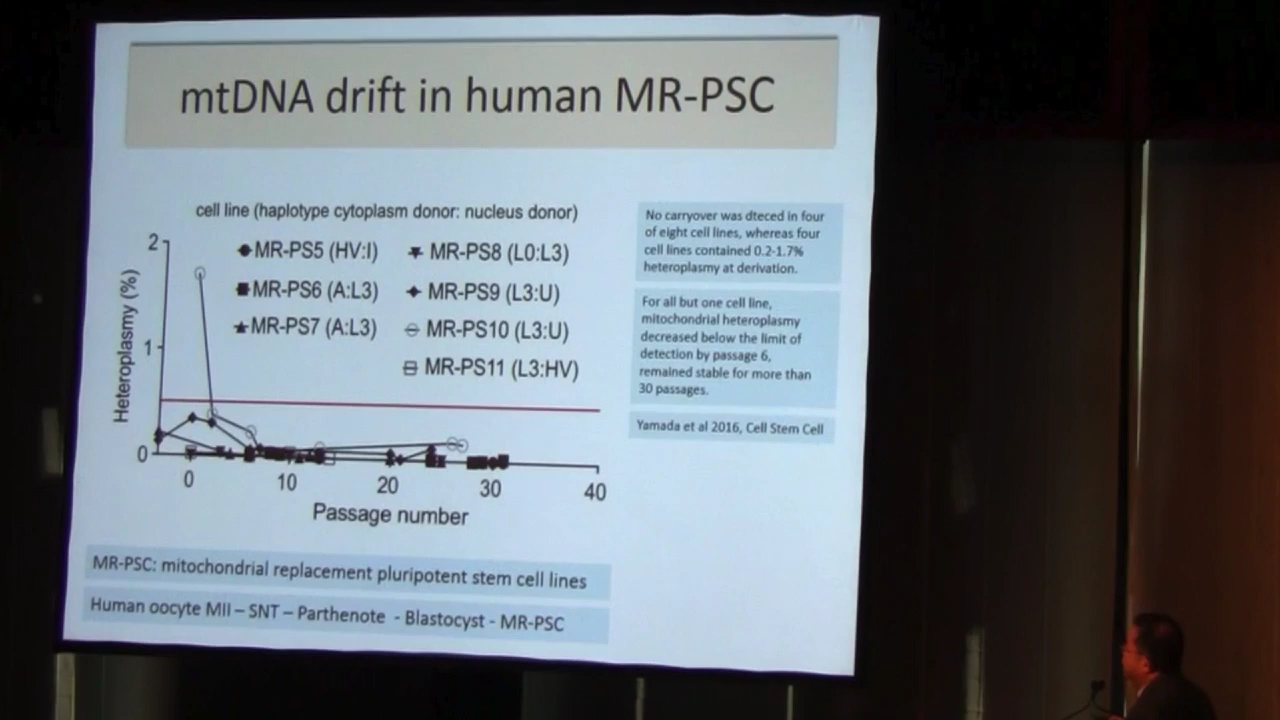 mtDNA drift in human MR-PSC
cell line (haplotype cytoplasm donor: nucleus donor)
MR-PS5 (HV:I)
MR-PS6 (A:L3)
MR-PS7 (A:L3)
MR-PS8 (L0:L3)
MR-PS9 (L3:U)
MR-PS10 (L3:U)
MR-PS11 (L3:HV)
Heteroplasmy (%)
2
1
0
0 10 20 30 40
Passage number
No carryover was dteced in four
of eight cell lines, whereas four
cell lines contained 0.2-1.7%
heteroplasmy at derivation.
For all but one cell line,
mitochondrial heteroplasmy
decreased below the limit of
detection by passage 6,
remained stable for more than
30 passages.
Yamada et al 2016, Cell Stem Cell
MR-PSC: mitochondrial replacement pluripotent stem cell lines
Human oocyte MII – SNT – Parthenote - Blastocyst - MR-PSC